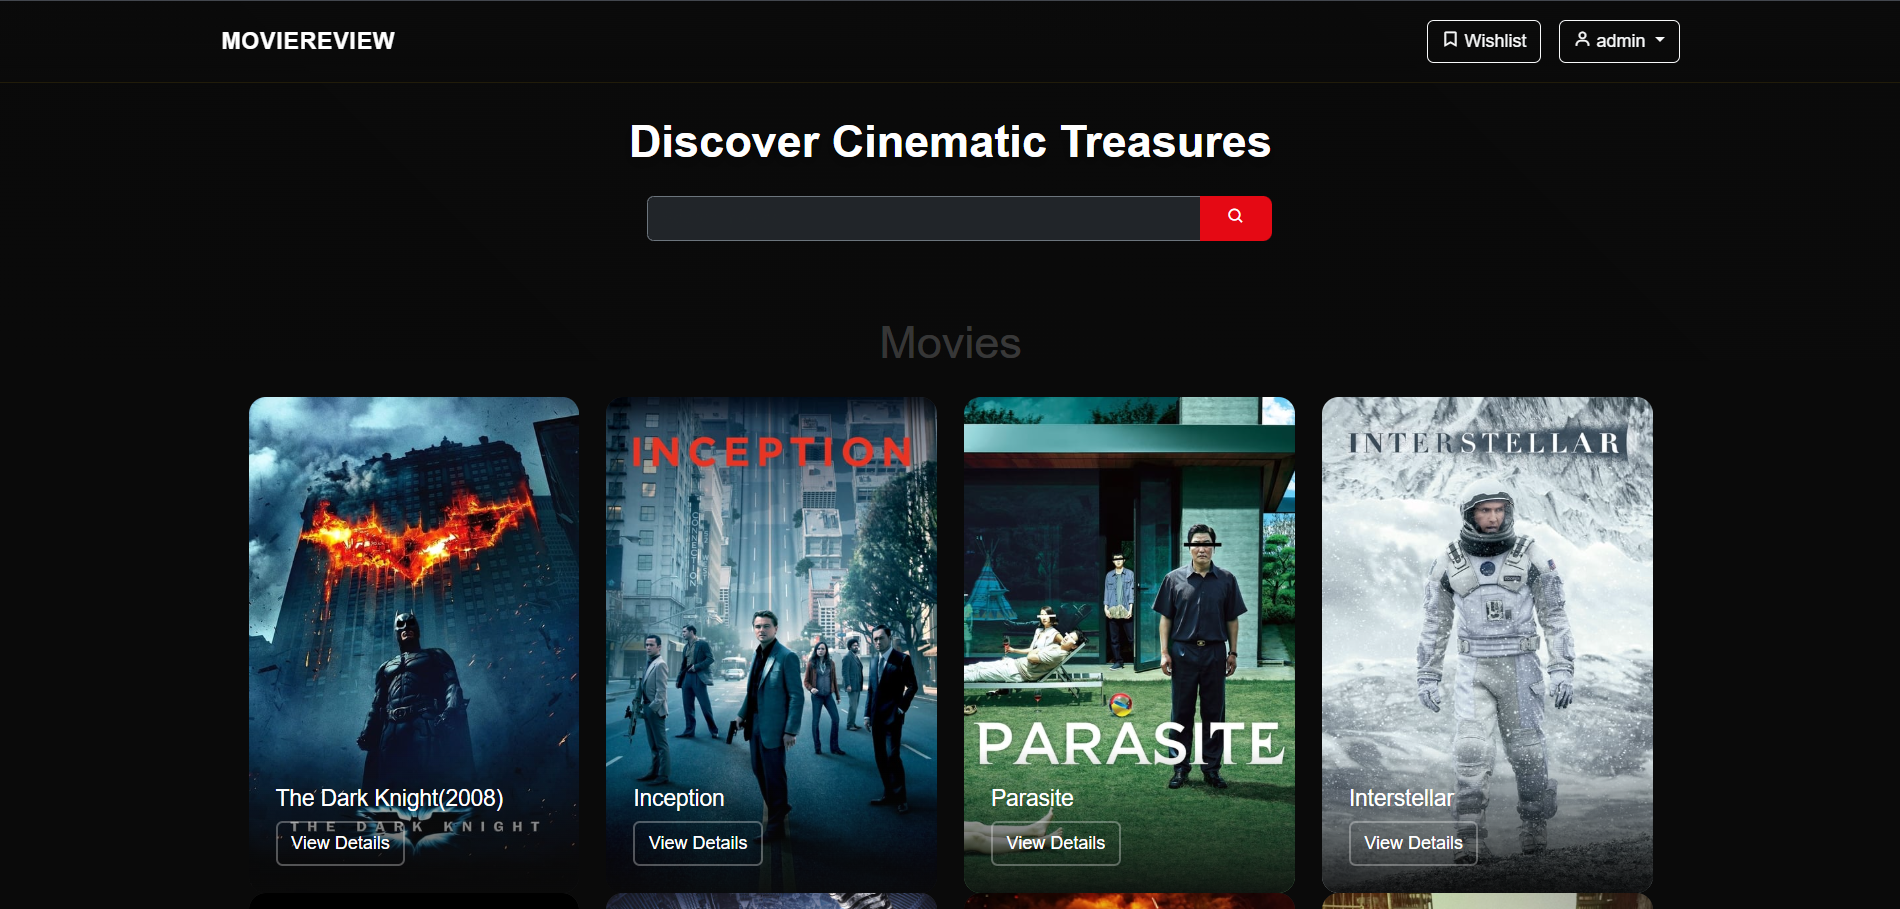 MOVIEREVIEW
Wishlist
admin
Discover Cinematic Treasures
Movies
INCEPTION
INTERSTELLAR
CONNECTION
PARASITE
The Dark Knight(2008)
Inception
Parasite
Interstellar
THE DARK KNIGHT
View Details
View Details
View Details
View Details